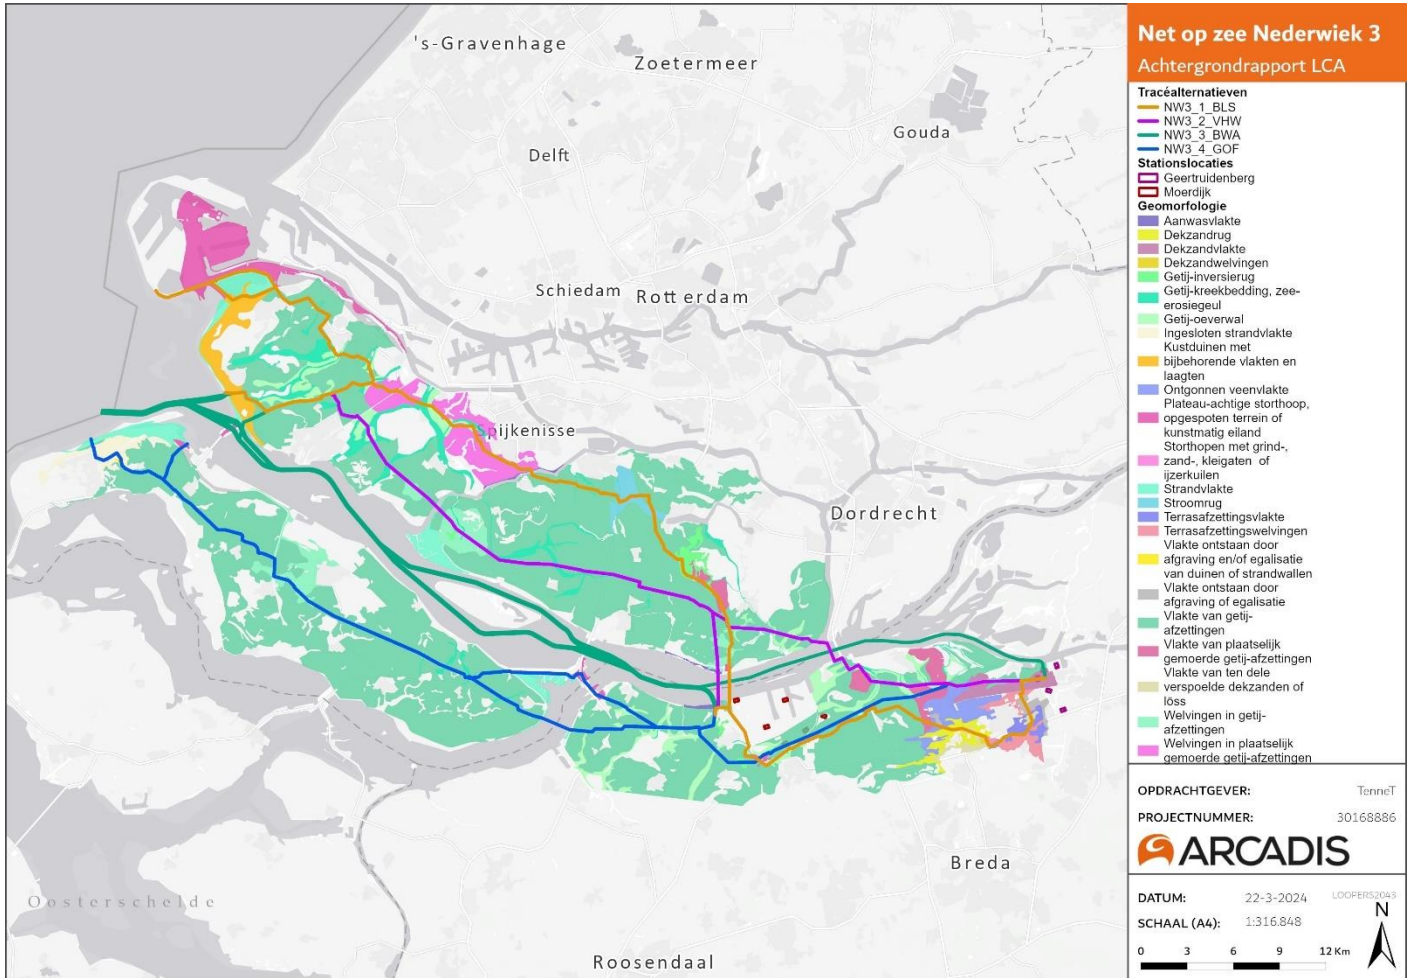 's-Gravenhage
Zoetermeer
Gouda
Delft
Schiedam
Rotterdam
Spijkenisse
Dordrecht
Breda
Oosterschelde
Roosendaal
Net op zee Nederwiek 3
Achtergrondrapport LCA
Tracéalternatieven
NW3_1_BLS
NW3_2_VHW
NW3_3_BWA
NW3_4_GOF
Stationslocaties
Geertruidenberg
Moerdijk
Geomorfologie
Aanwasvlakte
Dekzandrug
Dekzandvlakte
Dekzandwelvingen
Getij-inversierug
Getij-kreekbedding, zee-
erosiegeul
Getij-oeverwal
Ingesloten strandvlakte
Kustduinen met
bijbehorende vlakten en
laagten
Ontgonnen veenvlakte
Plateau-achtige storthoop,
opgespoten terrein of
kunstmatig eiland
Storthopen met grind-,
zand-, kleigaten of
ijzerkuilen
Strandvlakte
Stroomrug
Terrasafzettingsvlakte
Terrasafzettingswelvingen
Vlakte ontstaan door
afgraving en/of egalisatie
van duinen of strandwallen
Vlakte ontstaan door
afgraving of egalisatie
Vlakte van getij-
afzettingen
Vlakte van plaatselijk
gemoerde getij-afzettingen
Vlakte van ten dele
verspoelde dekzanden of
löss
Welvingen in getij-
afzettingen
Welvingen in plaatselijk
gemoerde getij-afzettingen
OPDRACHTGEVER: TenneT
PROJECTNUMMER: 30168886
ARCADIS
DATUM: 22-3-2024 LOOPERS2043
SCHAAL (A4): 1:316.848
N
0 3 6 9 12 Km